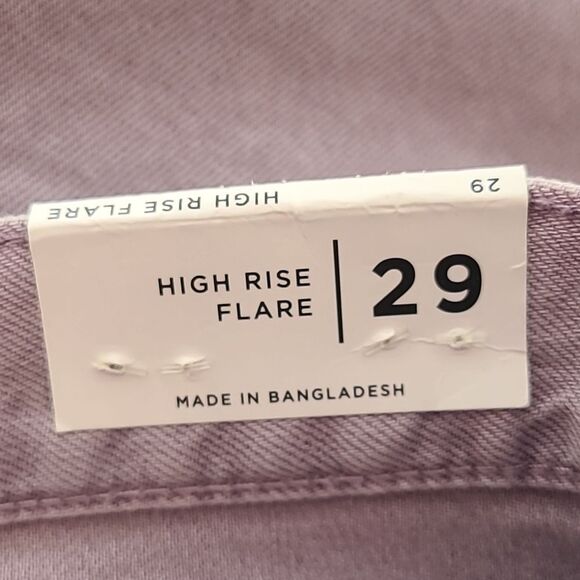 HIGH RISE FLARE 29
HIGH RISE
FLARE
29
MADE IN BANGLADESH